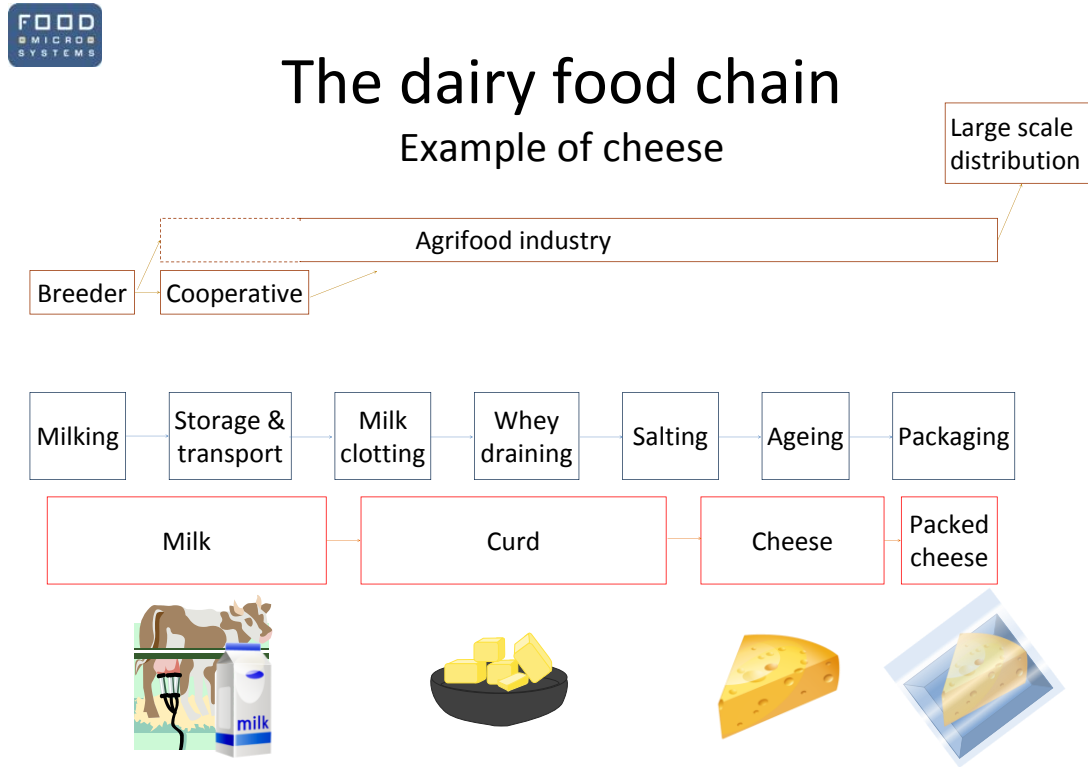 FOOD
MICRO
SYSTEMS
The dairy food chain
Example of cheese
Large scale
distribution
Agrifood industry
Breeder
Cooperative
Milking
Storage &
transport
Milk
clotting
Whey
draining
Salting
Ageing
Packaging
Milk
Curd
Cheese
Packed
cheese
milk